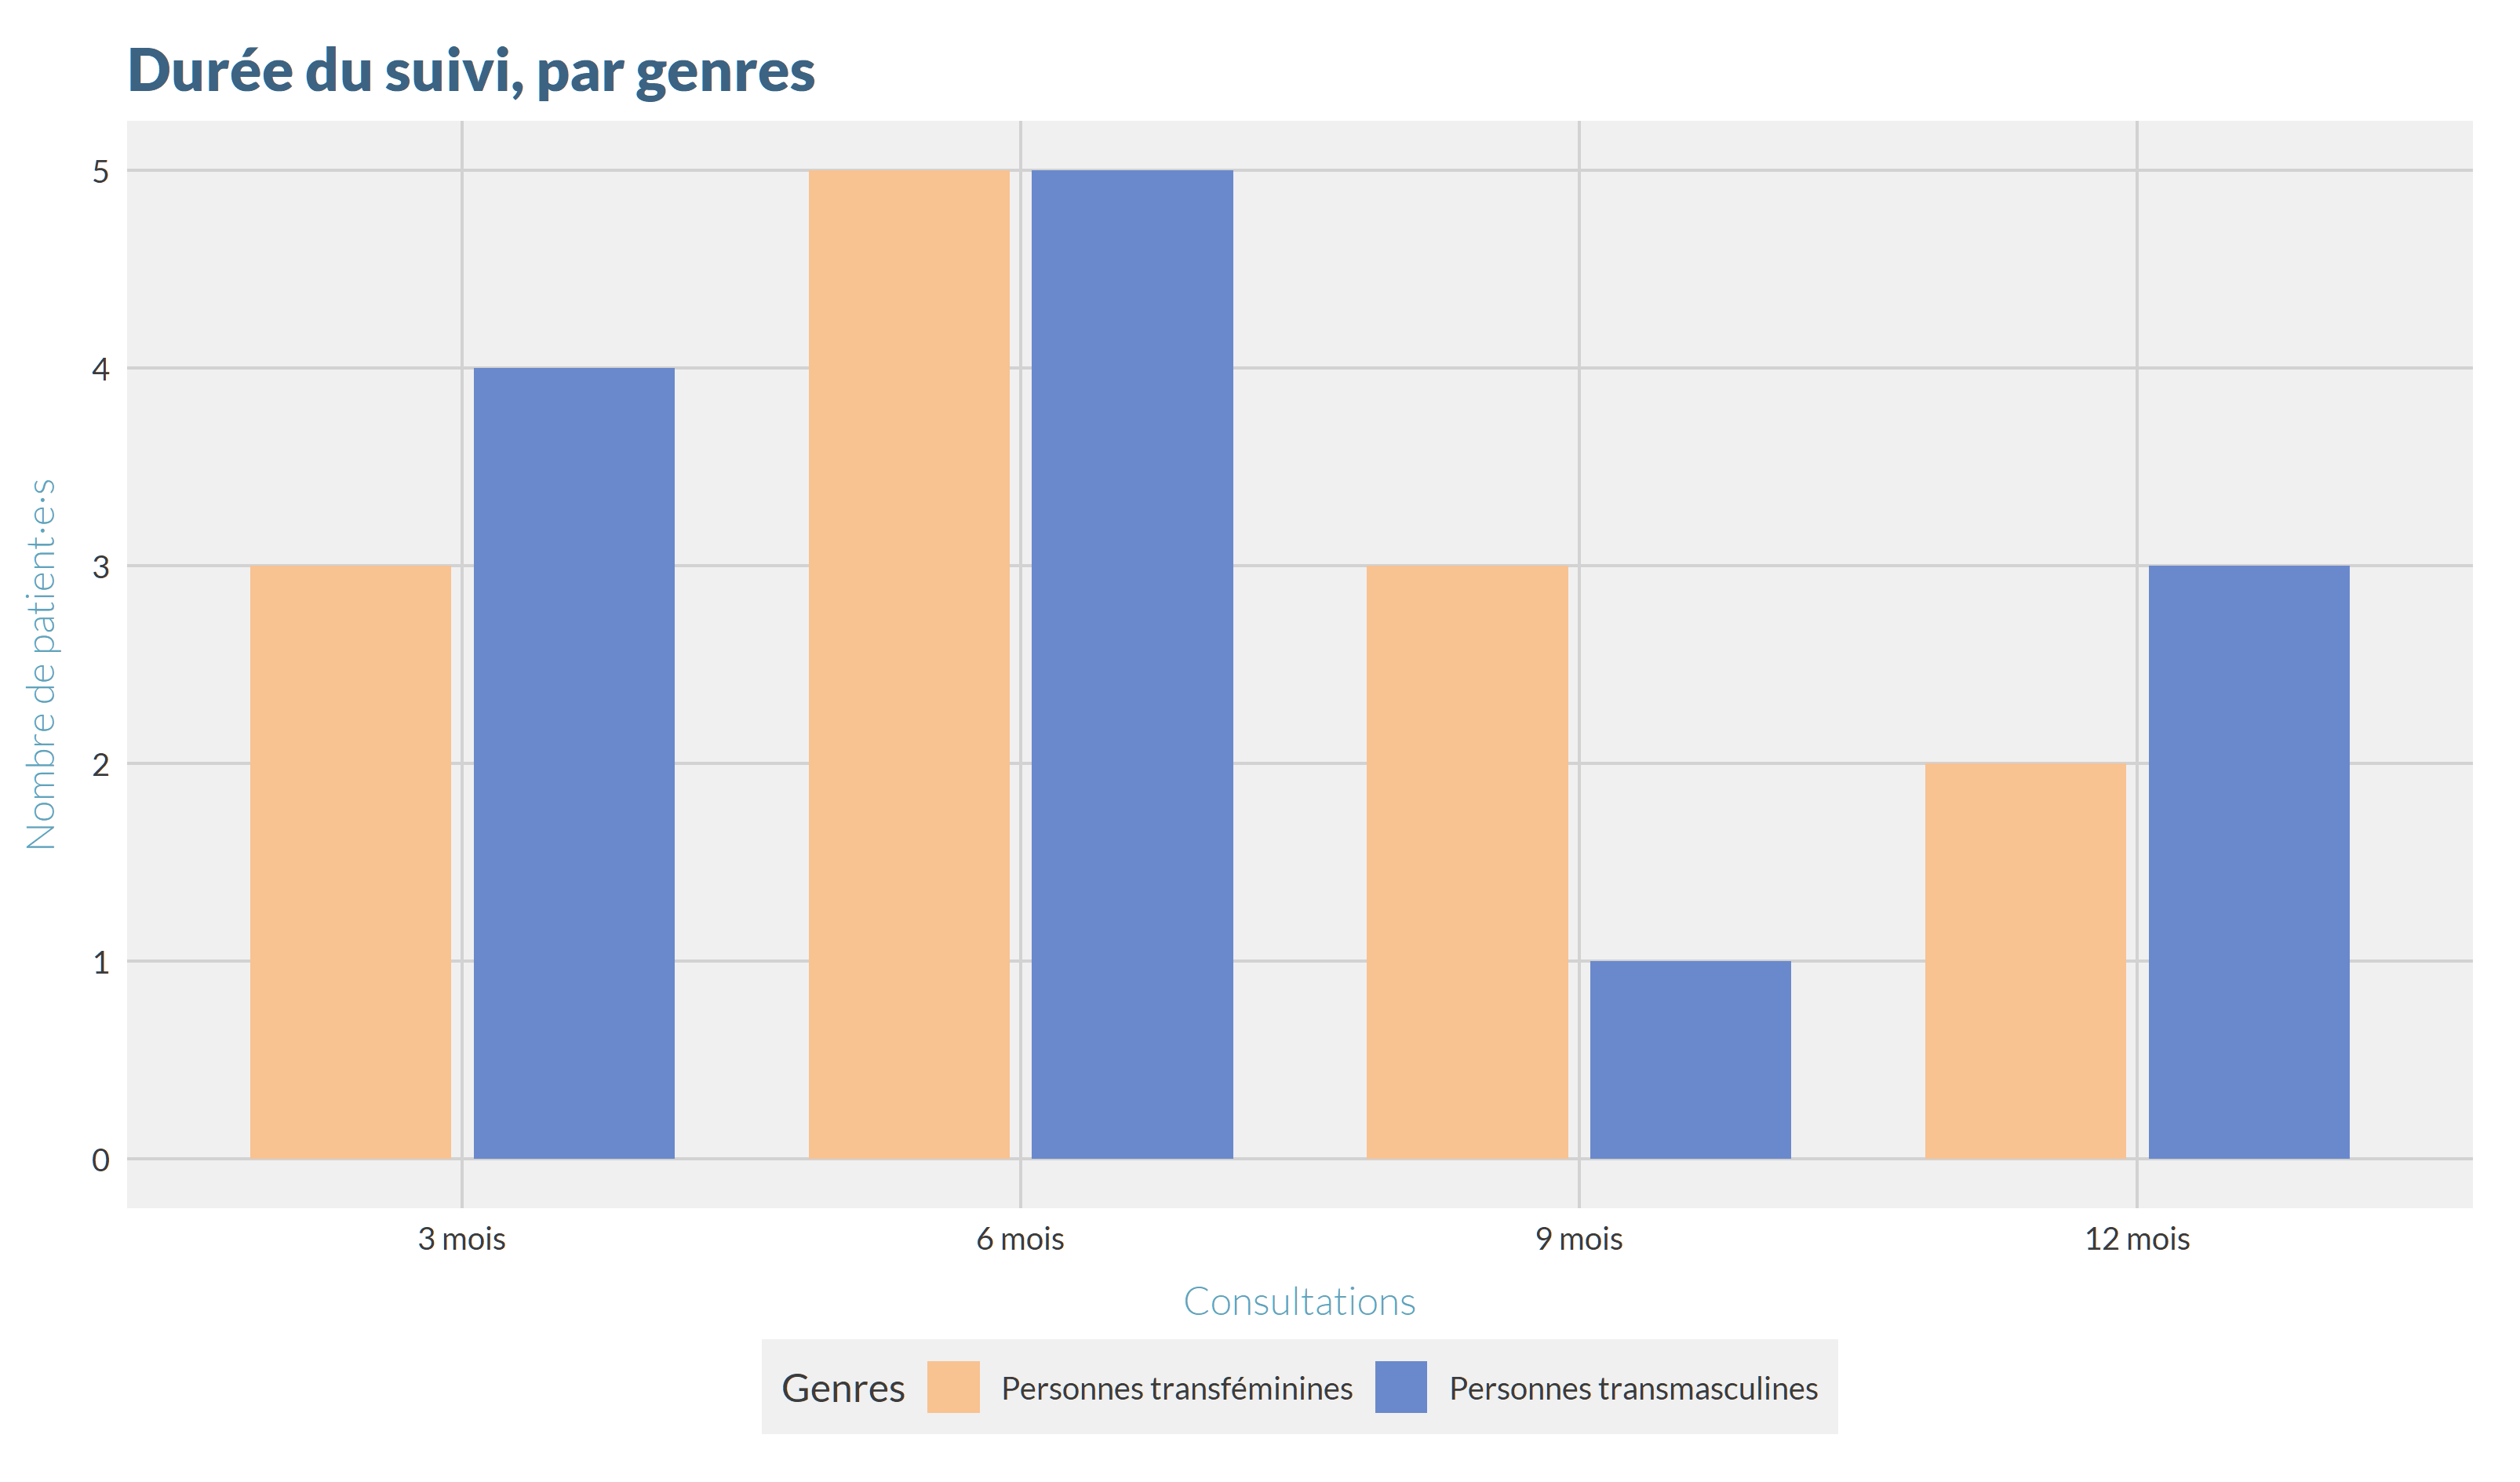 Durée du suivi, par genres
Nombre de patient·e·s
5
4
3
2
1
0
3 mois 6 mois 9 mois 12 mois
Consultations
Genres Personnes transféminines Personnes transmasculines